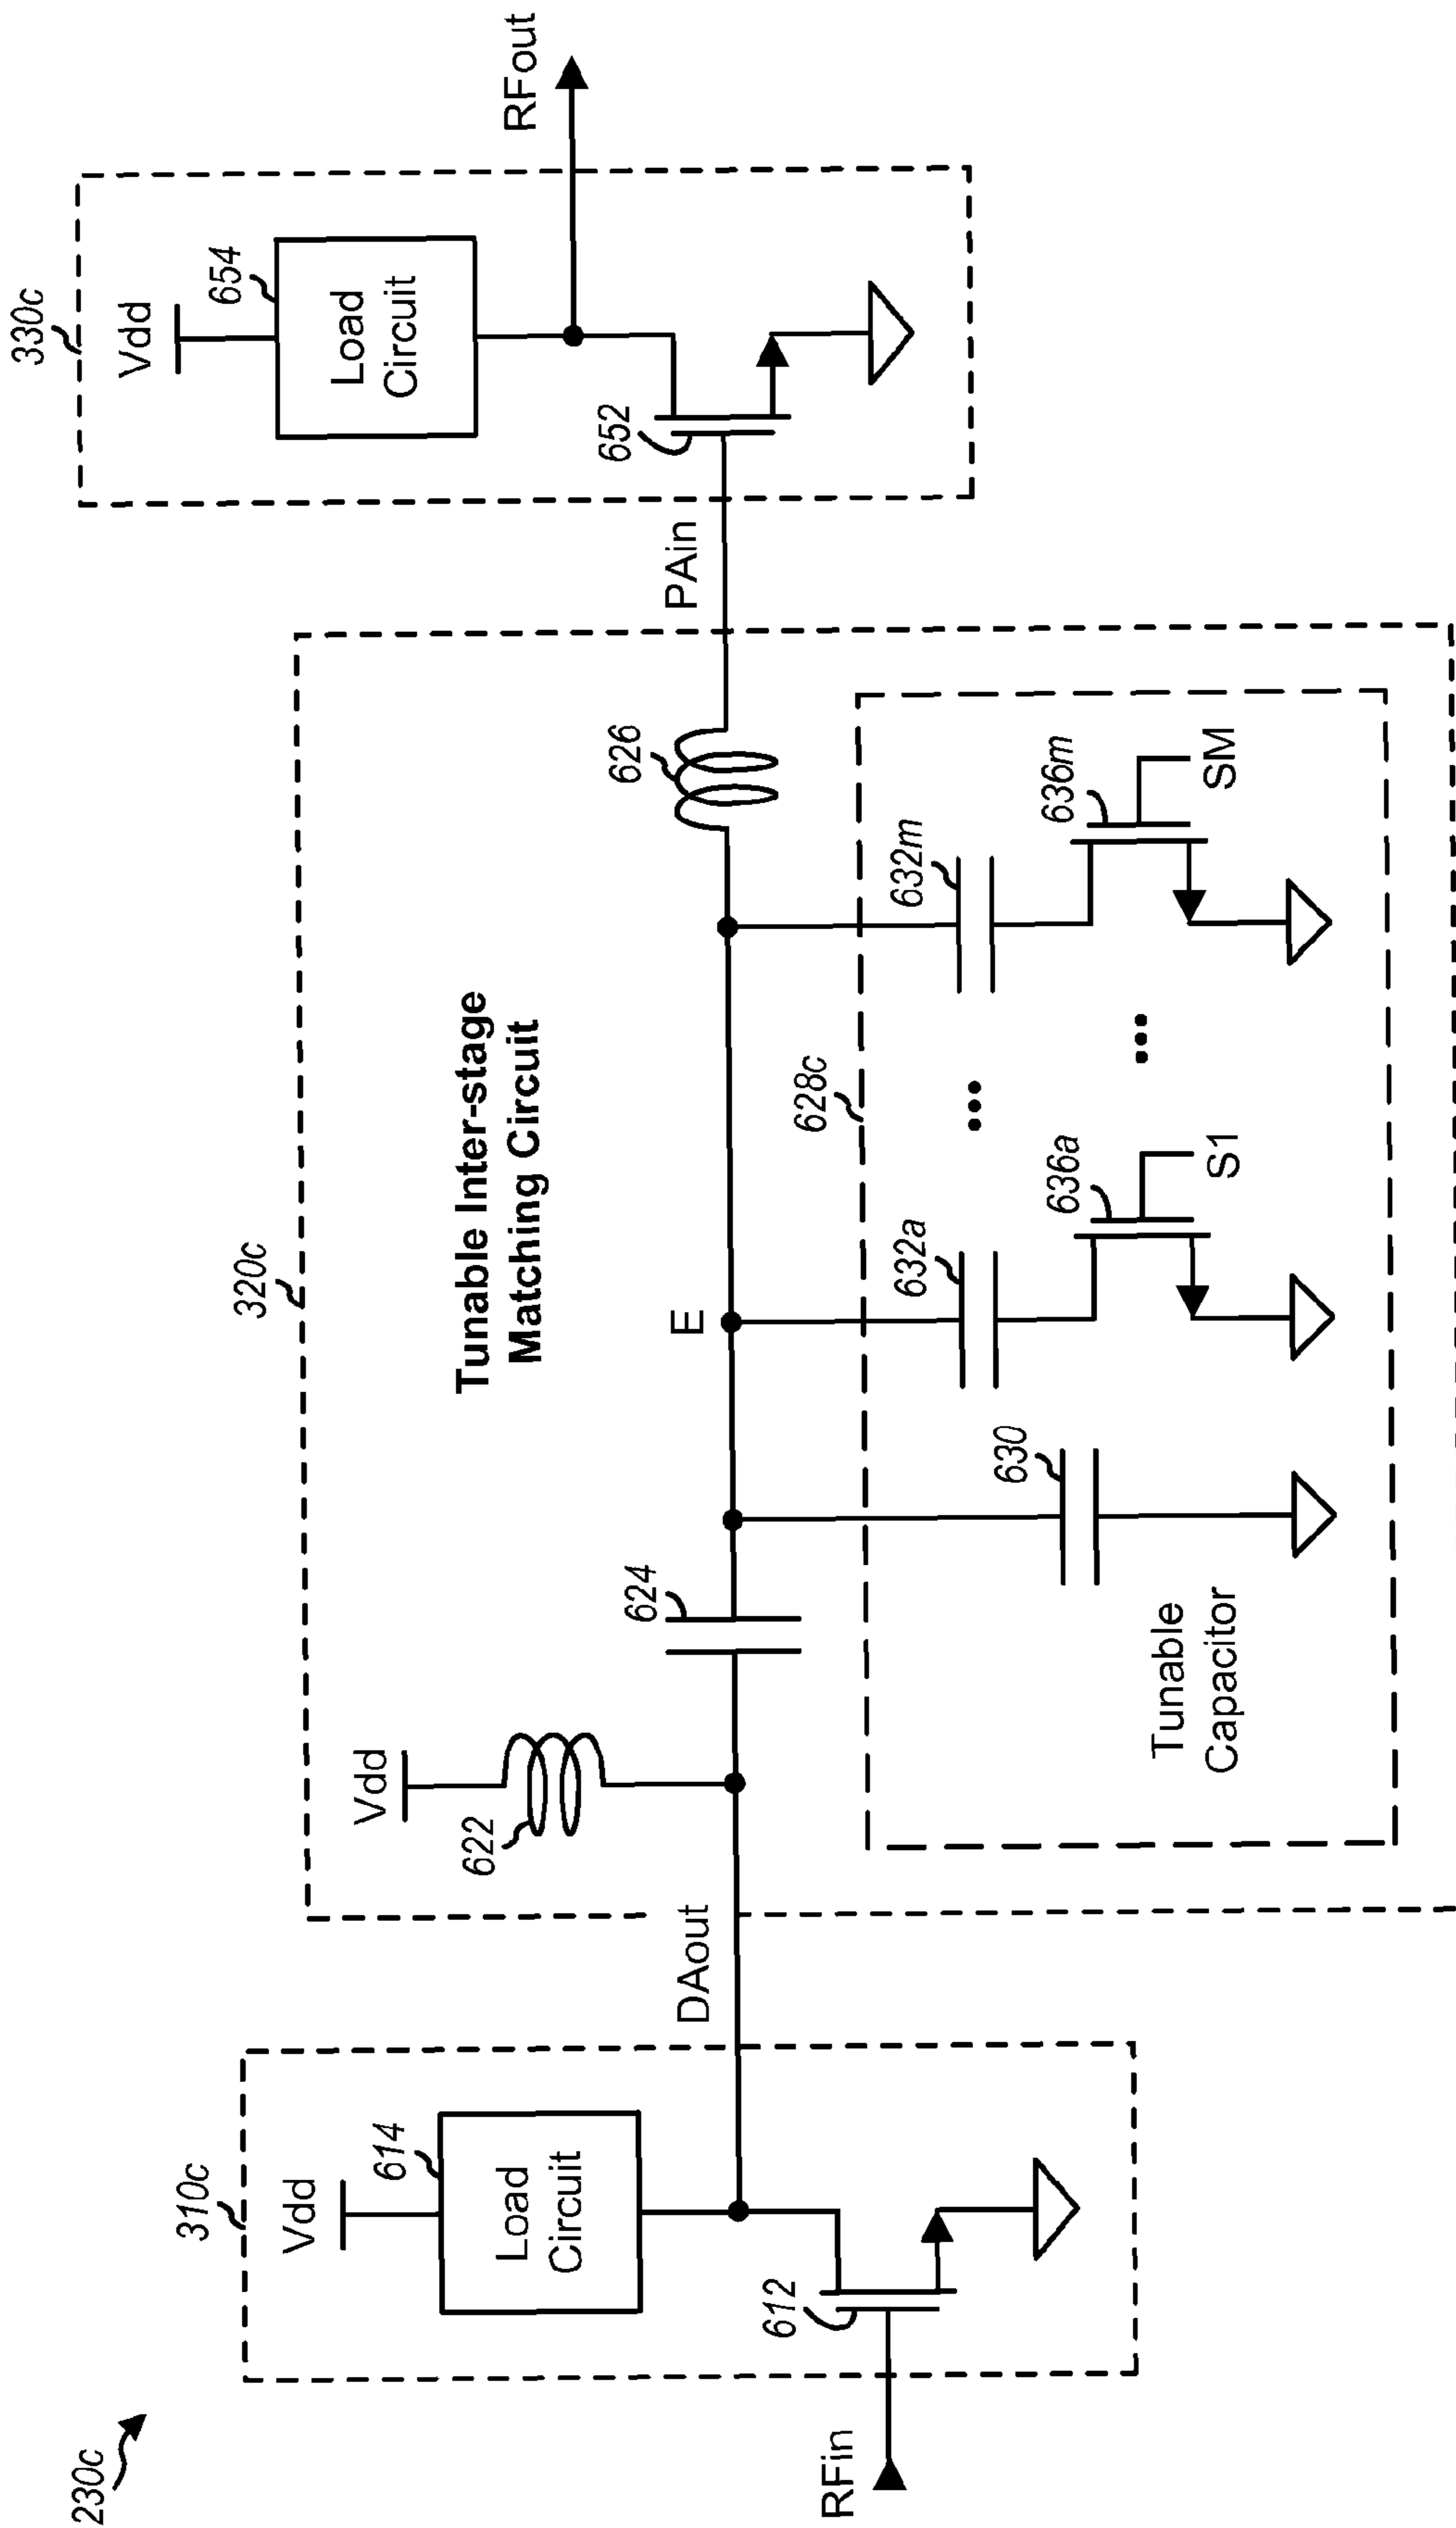 230c
310c
Vdd
614
Load
Circuit
612
RFin
DAout
320c
Tunable Inter-stage
Matching Circuit
Vdd
622
624
E
626
628c
630
632a
636a
S1
...
...
632m
636m
SM
Tunable
Capacitor
PAin
330c
Vdd
654
Load
Circuit
652
RFout